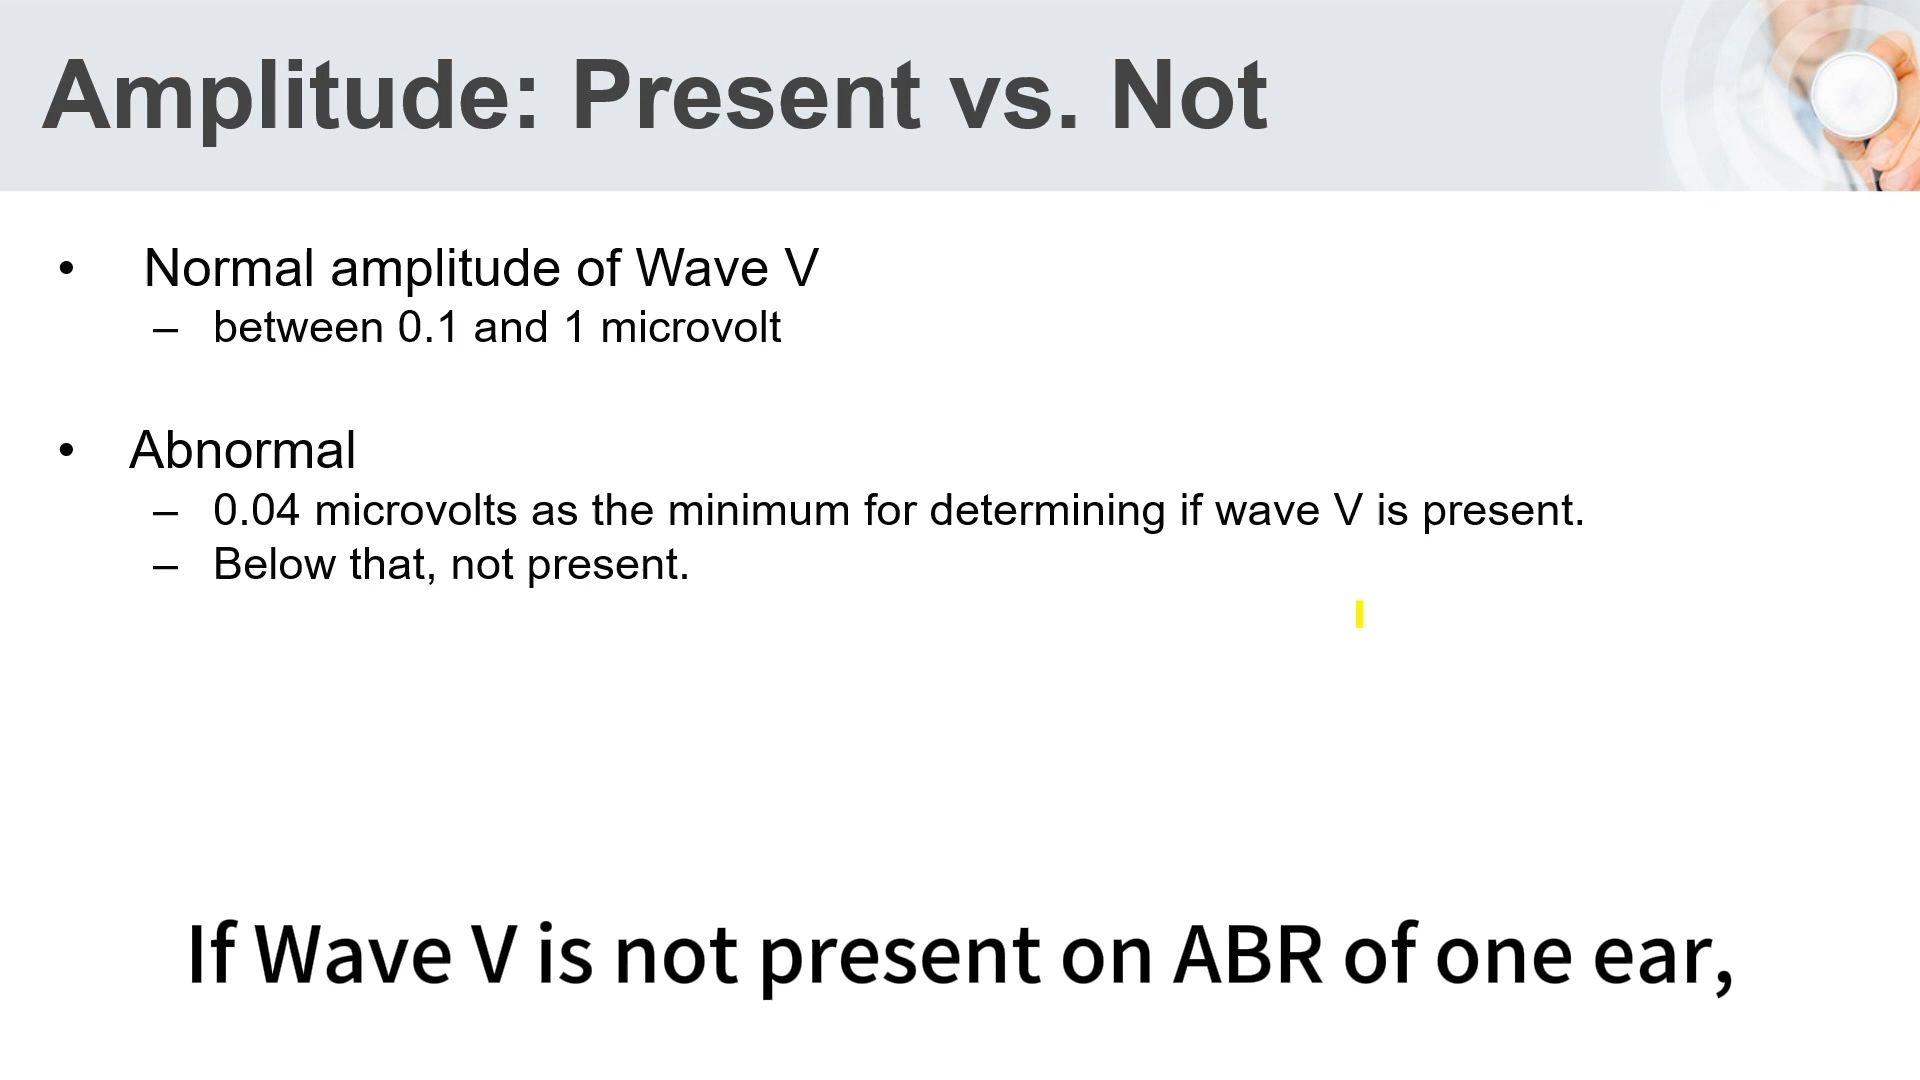 Amplitude: Present vs. Not
• Normal amplitude of Wave V
– between 0.1 and 1 microvolt
• Abnormal
– 0.04 microvolts as the minimum for determining if wave V is present.
– Below that, not present.
If Wave V is not present on ABR of one ear,